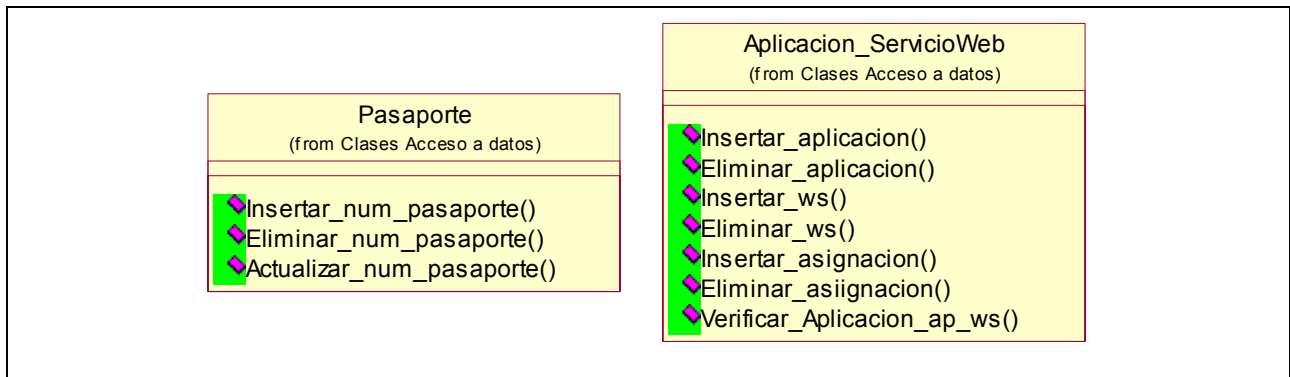 Pasaporte
(from Clases Acceso a datos)
Insertar_num_pasaporte()
Eliminar_num_pasaporte()
Actualizar_num_pasaporte()
Aplicacion_ServicioWeb
(from Clases Acceso a datos)
Insertar_aplicacion()
Eliminar_aplicacion()
Insertar_ws()
Eliminar_ws()
Insertar_asignacion()
Eliminar_asiignacion()
Verificar_Aplicacion_ap_ws()